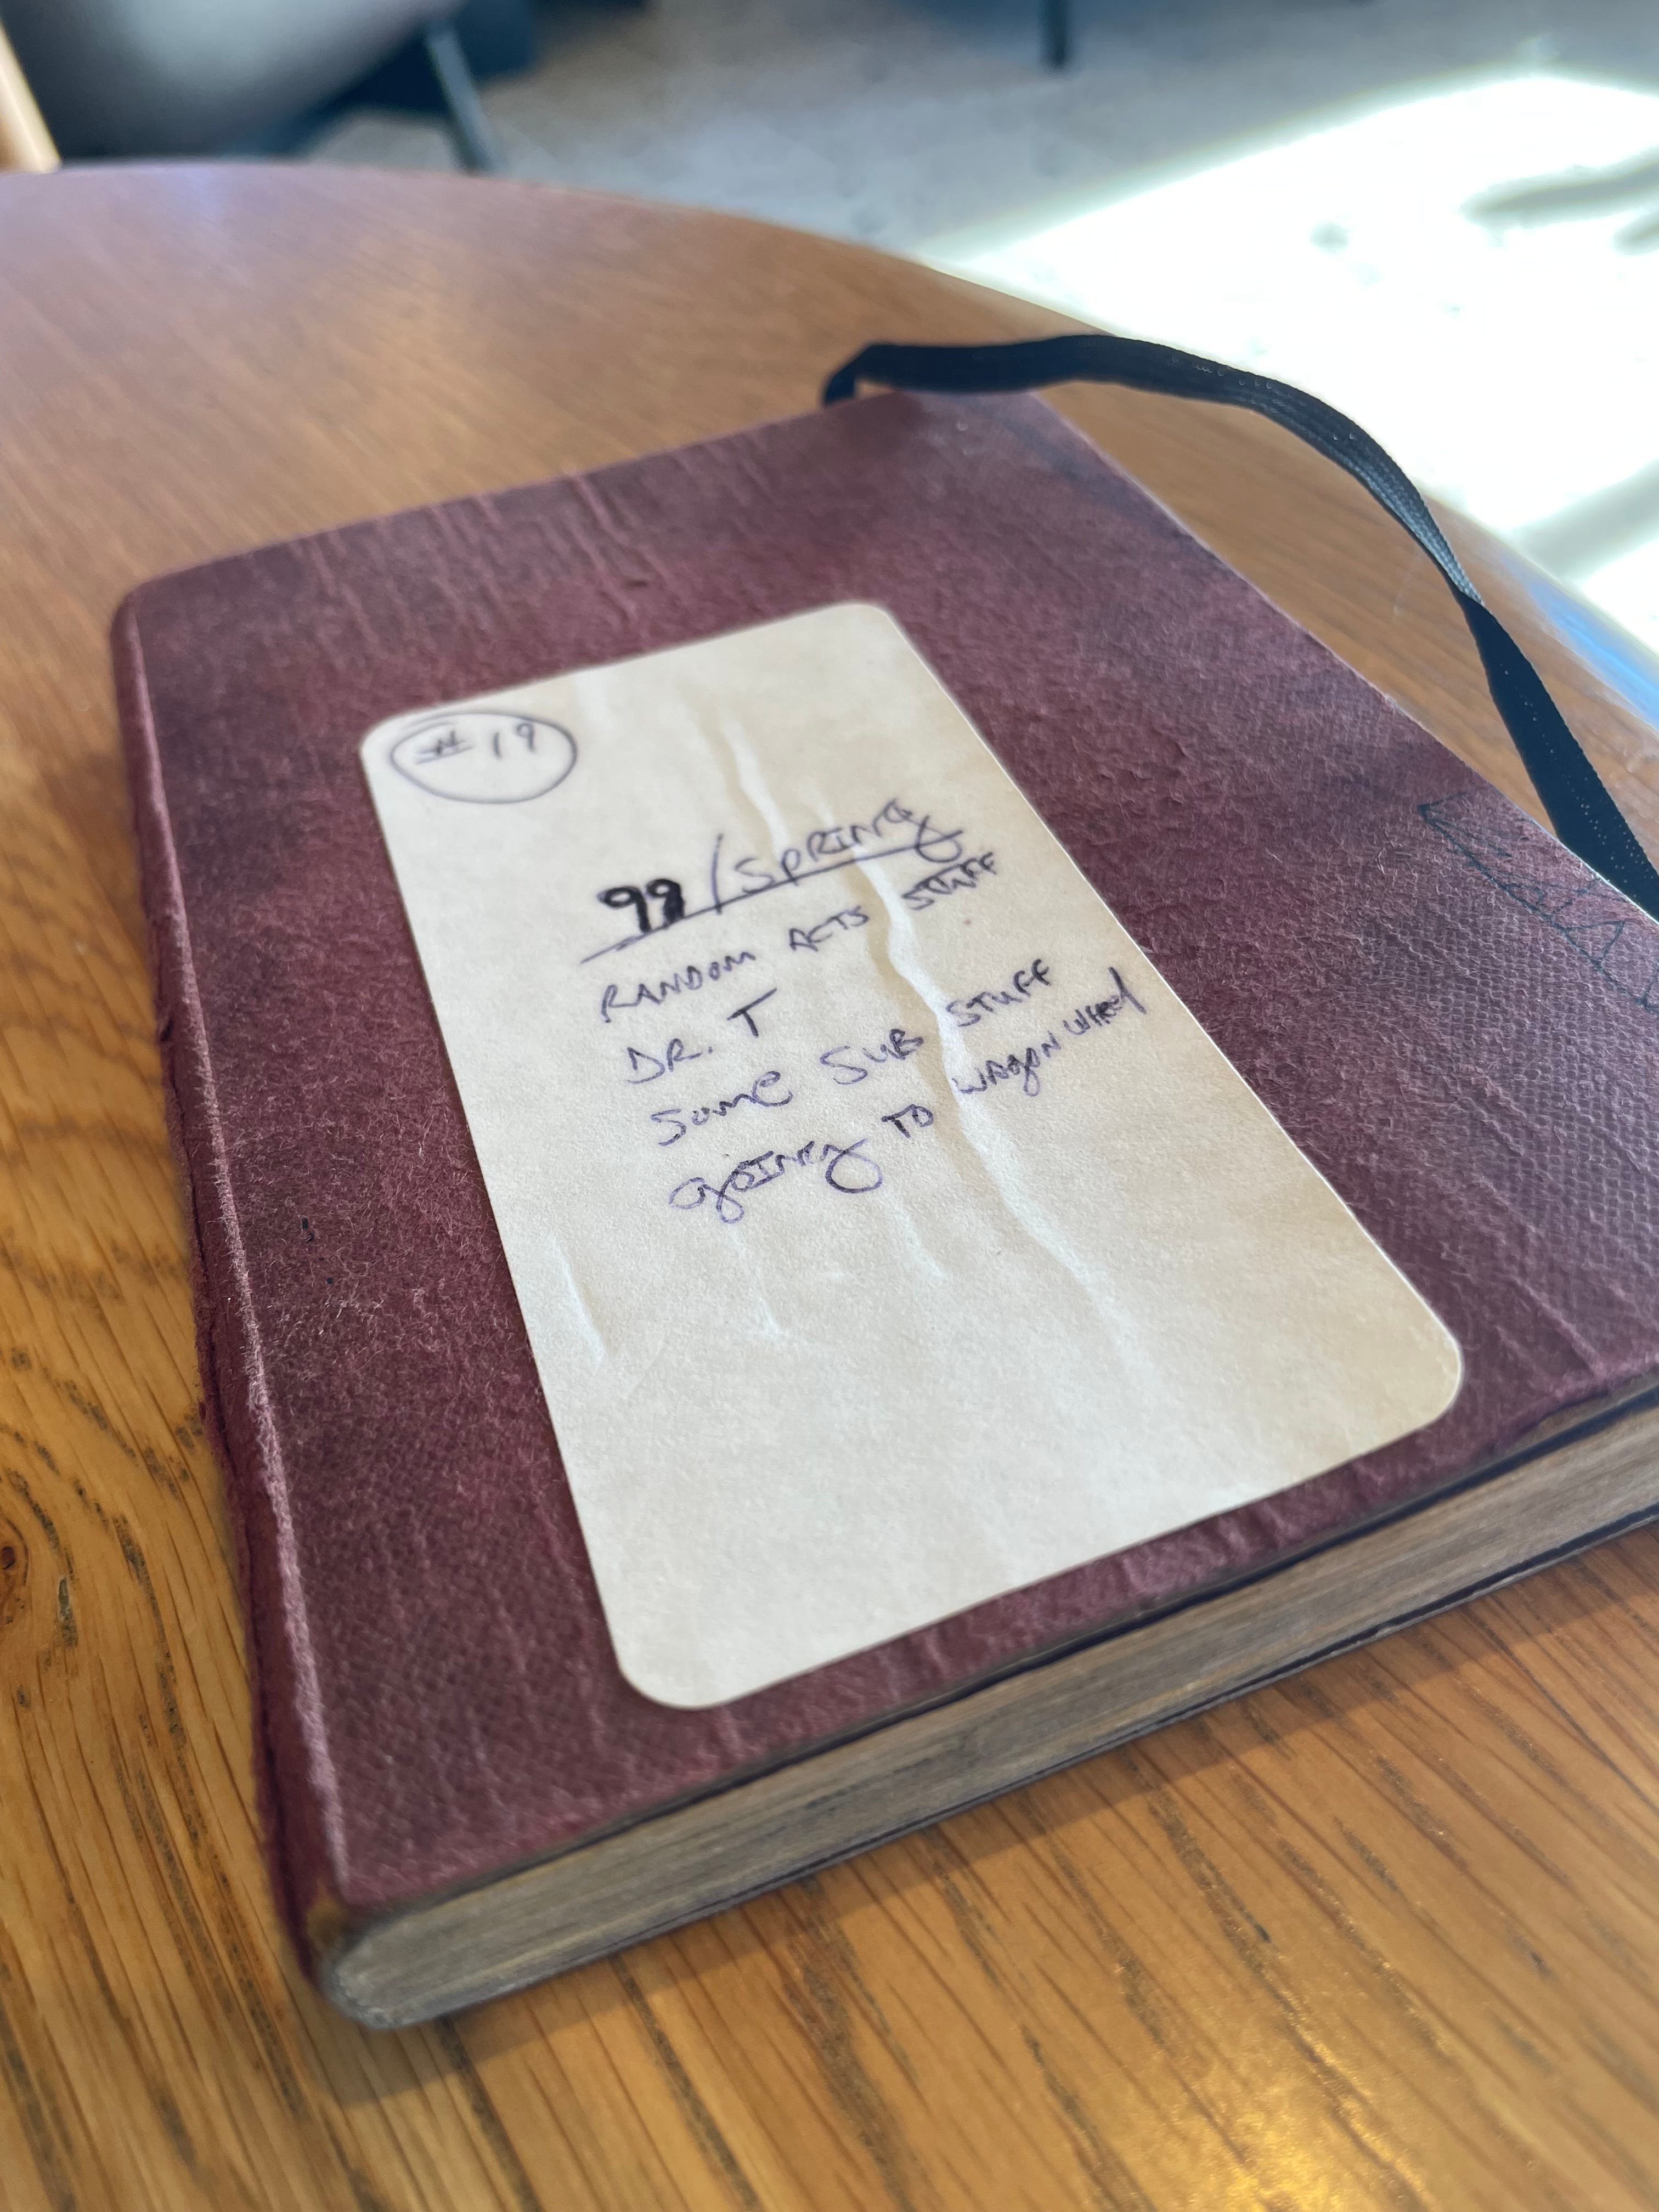 # 19
99/SPRING
RANDOM ACTS STUFF
DR. T
Some SUB STUFF
going TO wagon wheel